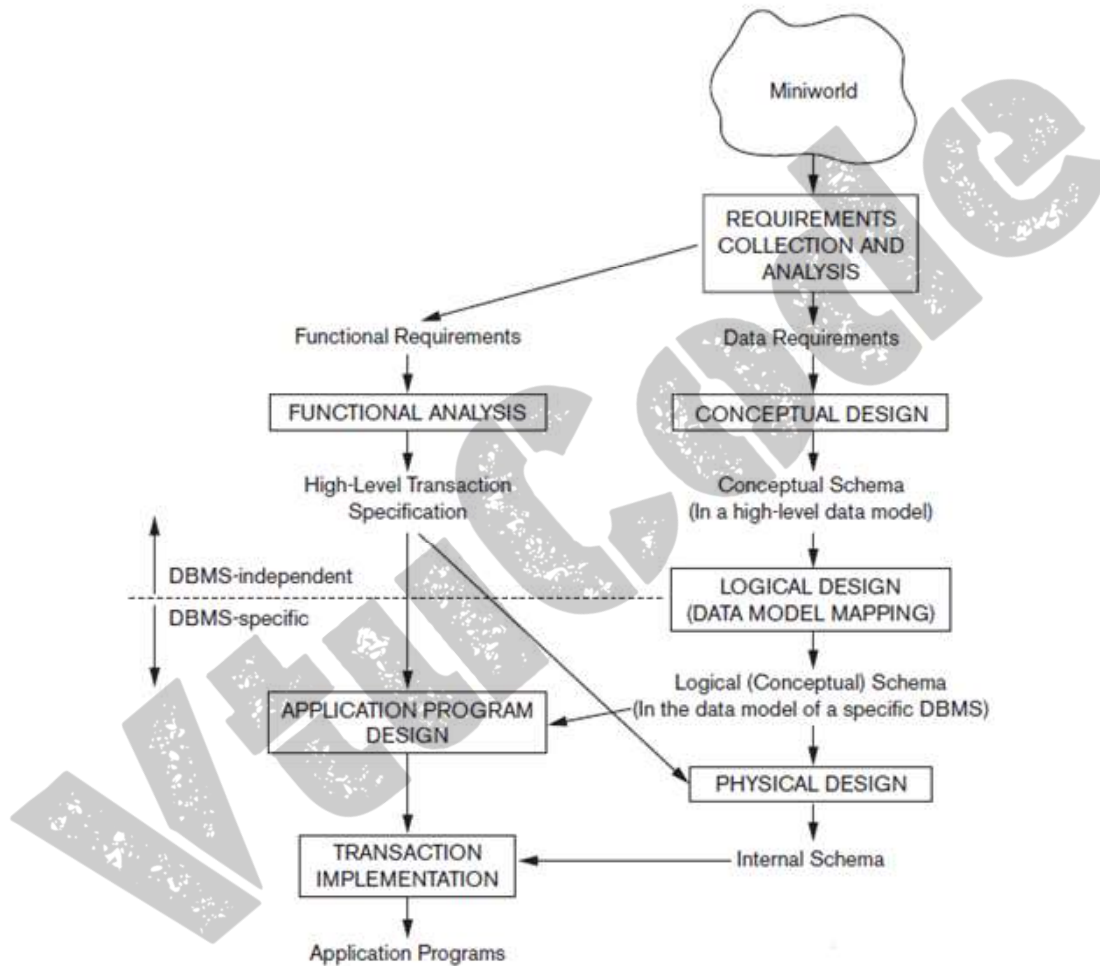 Miniworld
REQUIREMENTS
COLLECTION AND
ANALYSIS
Functional Requirements
Data Requirements
FUNCTIONAL ANALYSIS
CONCEPTUAL DESIGN
High-Level Transaction
Specification
Conceptual Schema
(In a high-level data model)
DBMS-independent
DBMS-specific
LOGICAL DESIGN
(DATA MODEL MAPPING)
Logical (Conceptual) Schema
(In the data model of a specific DBMS)
APPLICATION PROGRAM
DESIGN
PHYSICAL DESIGN
TRANSACTION
IMPLEMENTATION
Internal Schema
Application Programs
VtuCode